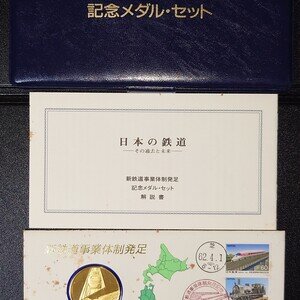 記念メダル・セット
日本の鉄道
―その過去と未来―
新鉄道事業体制発足
記念メダル・セット
解説書
新鉄道事業体制発足
62.4.1
60